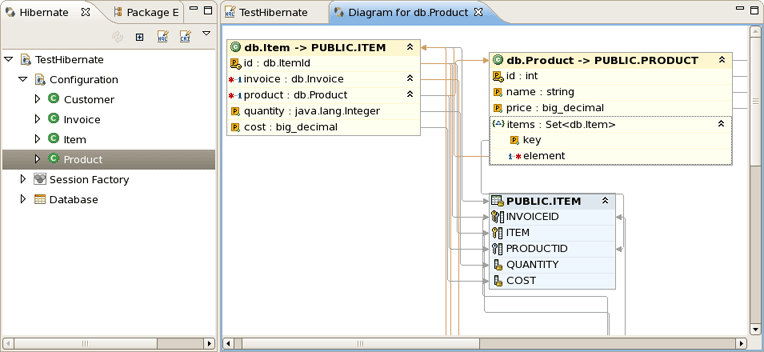 Hibernate
Package E
TestHibernate
Configuration
Customer
Invoice
Item
Product
Session Factory
Database
TestHibernate
Diagram for db.Product
db.Item -> PUBLIC.ITEM
id : db.ItemId
invoice : db.Invoice
product : db.Product
quantity : java.lang.Integer
cost : big_decimal
db.Product -> PUBLIC.PRODUCT
id : int
name : string
price : big_decimal
items : Set<db.Item>
key
element
PUBLIC.ITEM
INVOICEID
ITEM
PRODUCTID
QUANTITY
COST